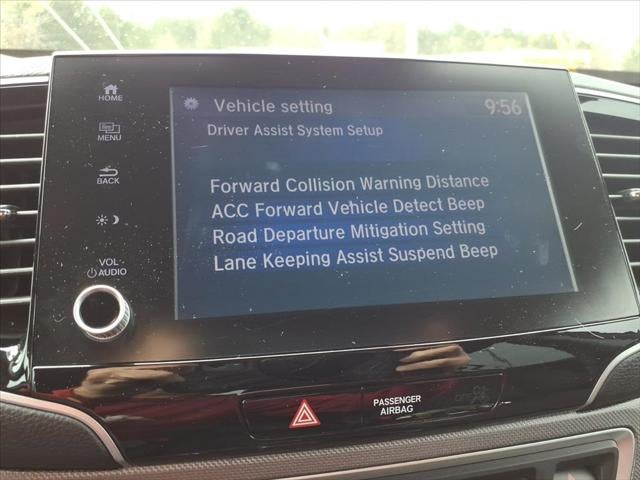 HOME
MENU
BACK
VOL
AUDIO
Vehicle setting 9:56
Driver Assist System Setup
Forward Collision Warning Distance
ACC Forward Vehicle Detect Beep
Road Departure Mitigation Setting
Lane Keeping Assist Suspend Beep
PASSENGER
AIRBAG